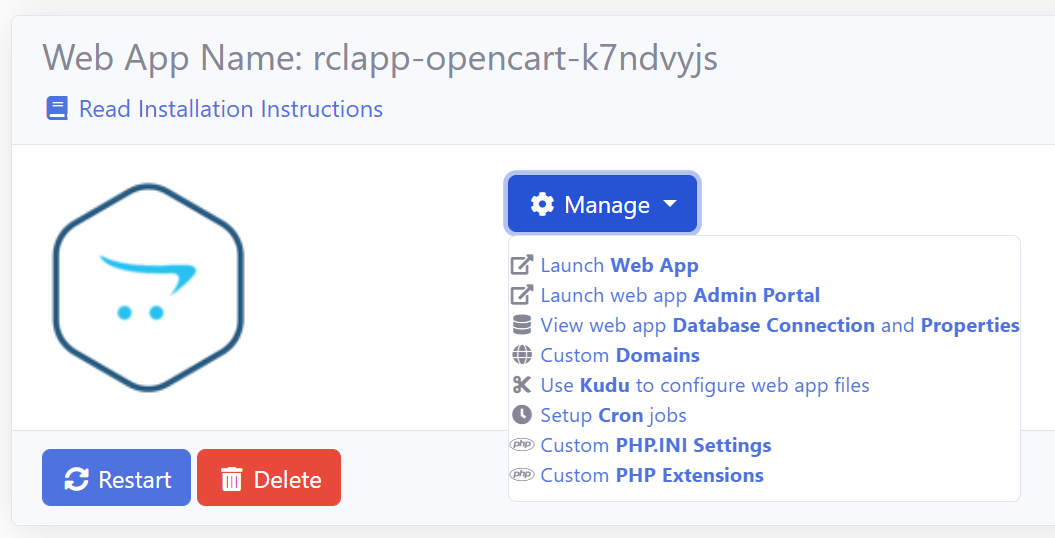 Web App Name: rclapp-opencart-k7ndvyjs
Read Installation Instructions
Manage
Launch Web App
Launch web app Admin Portal
View web app Database Connection and Properties
Custom Domains
Use Kudu to configure web app files
Setup Cron jobs
php Custom PHP.INI Settings
php Custom PHP Extensions
Restart Delete